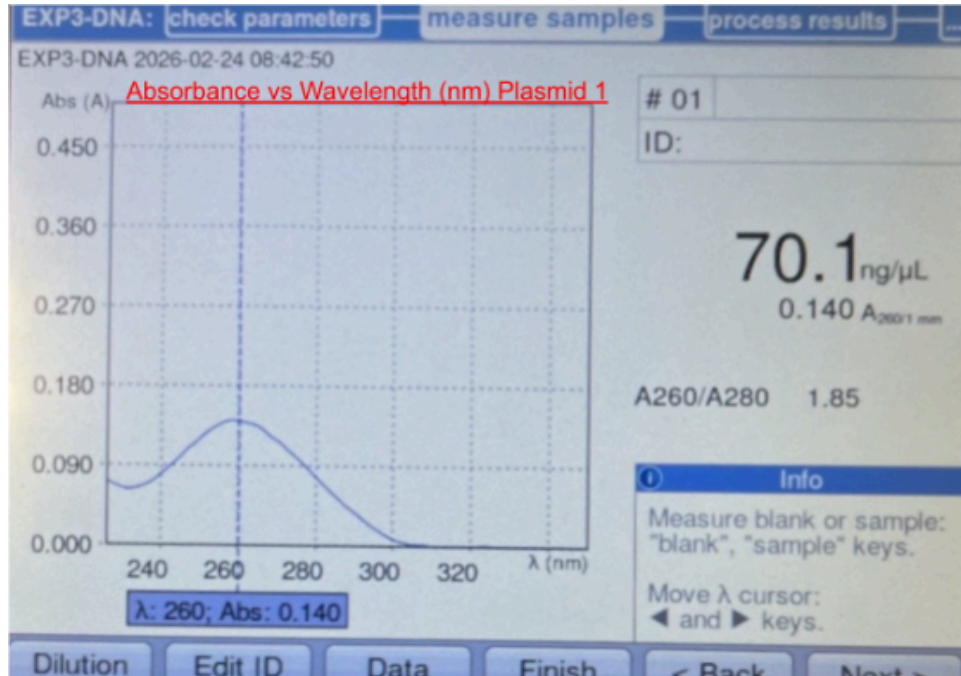 EXP3-DNA: check parameters measure samples process results ...
EXP3-DNA 2026-02-24 08:42:50
Absorbance vs Wavelength (nm) Plasmid 1
Abs (A)
0.450
0.360
0.270
0.180
0.090
0.000
240 260 280 300 320 λ (nm)
λ: 260; Abs: 0.140
# 01
ID:
70.1 ng/µL
0.140 A260/1 mm
A260/A280 1.85
Info
Measure blank or sample:
"blank", "sample" keys.
Move λ cursor:
◀ and ▶ keys.
Dilution Edit ID Data Finish < Back Next >